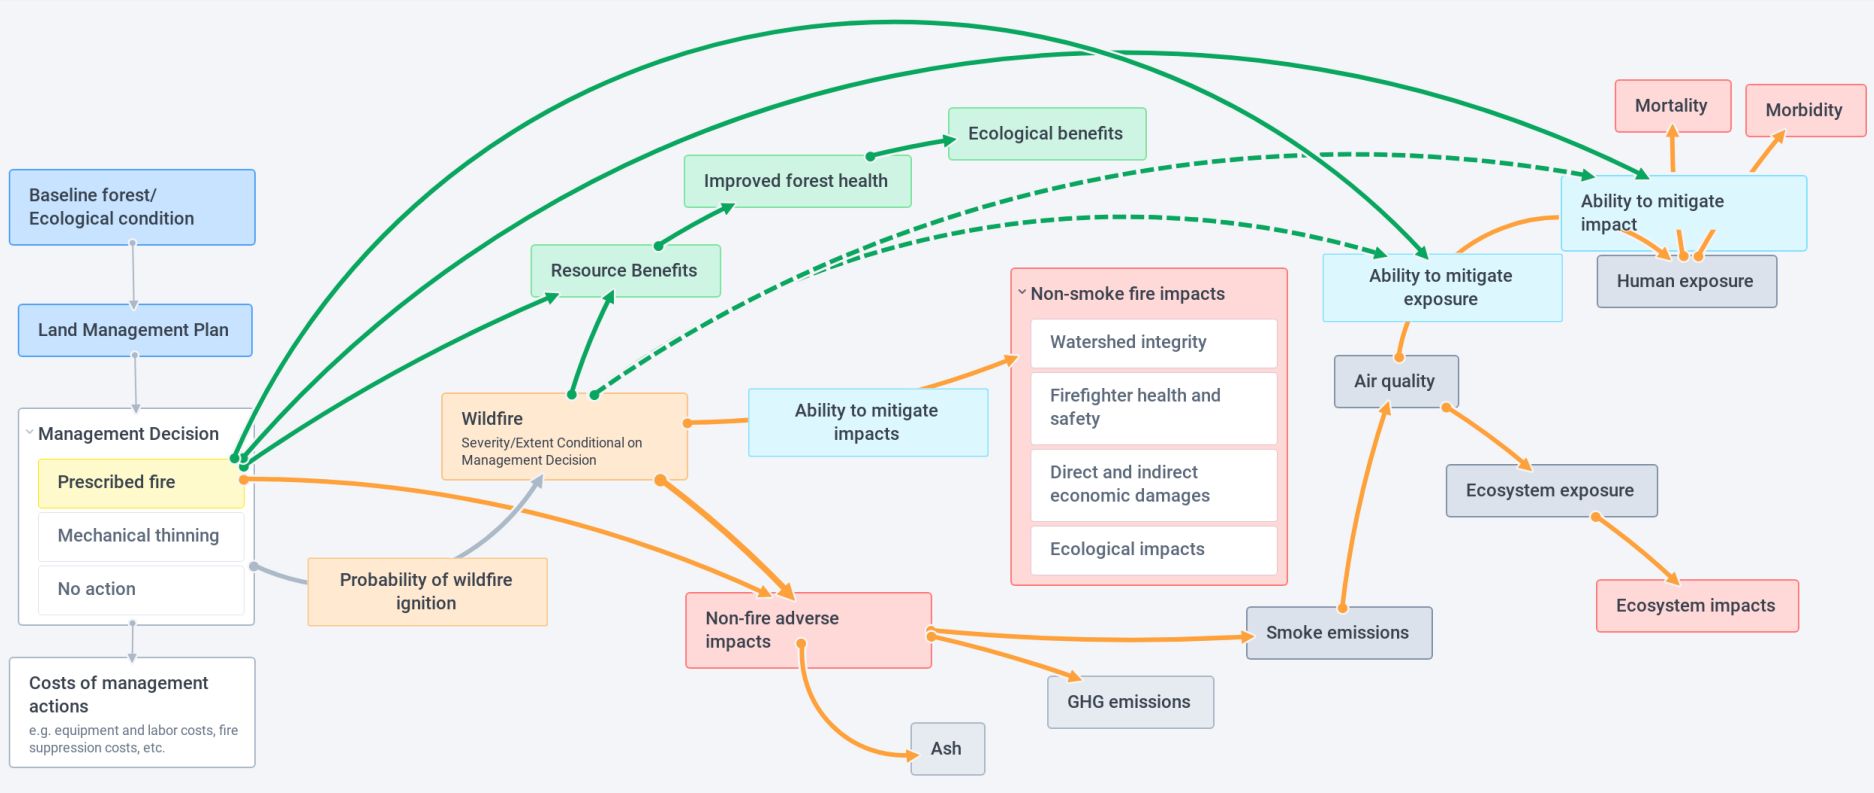 Baseline forest/
Ecological condition
Land Management Plan
Management Decision
Prescribed fire
Mechanical thinning
No action
Costs of management
actions
e.g. equipment and labor costs, fire
suppression costs, etc.
Probability of wildfire
ignition
Wildfire
Severity/Extent Conditional on
Management Decision
Resource Benefits
Improved forest health
Ecological benefits
Ability to mitigate
impacts
Non-smoke fire impacts
Watershed integrity
Firefighter health and
safety
Direct and indirect
economic damages
Ecological impacts
Non-fire adverse
impacts
Ash
GHG emissions
Smoke emissions
Air quality
Ability to mitigate
exposure
Ability to mitigate
impact
Human exposure
Mortality
Morbidity
Ecosystem exposure
Ecosystem impacts